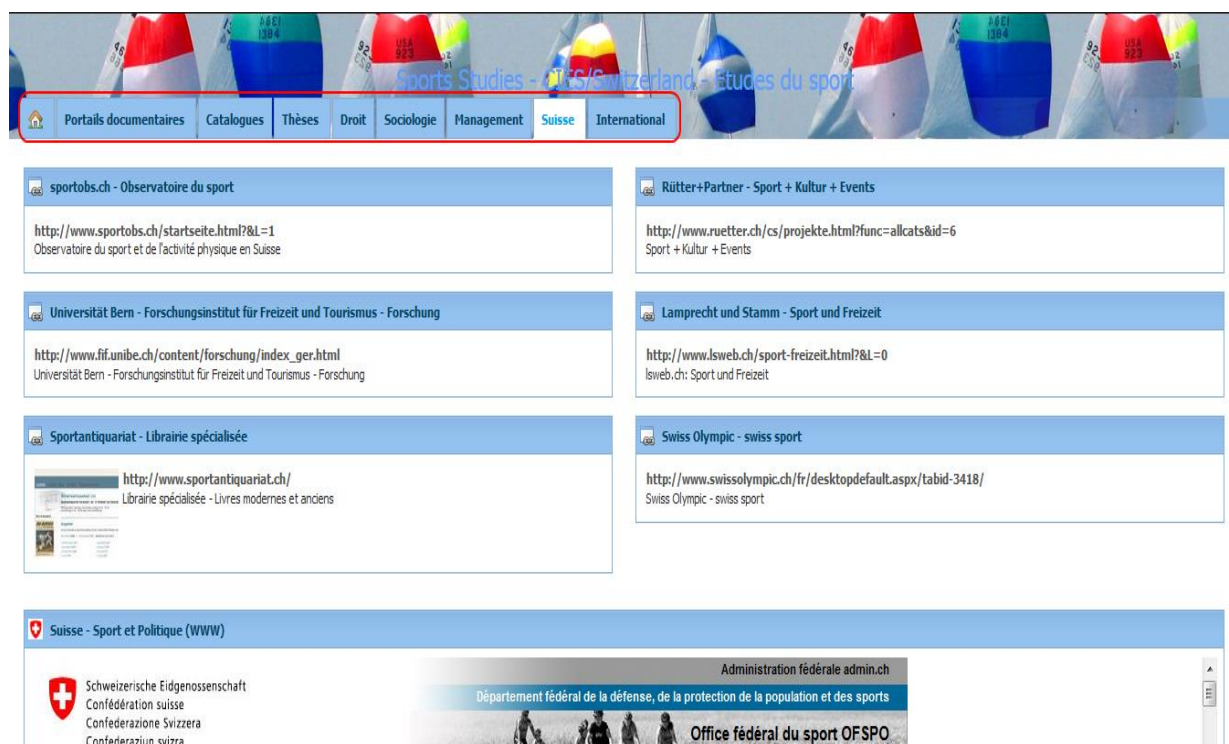 Sports Studies - CIES/Switzerland - Etudes du sport
Portails documentaires Catalogues Thèses Droit Sociologie Management Suisse International
sportobs.ch - Observatoire du sport
http://www.sportobs.ch/startseite.html?&L=1
Observatoire du sport et de l'activité physique en Suisse
Rütter+Partner - Sport + Kultur + Events
http://www.ruetter.ch/cs/projekte.html?func=allcats&id=6
Sport + Kultur + Events
Universität Bern - Forschungsinstitut für Freizeit und Tourismus - Forschung
http://www.fif.unibe.ch/content/forschung/index_ger.html
Universität Bern - Forschungsinstitut für Freizeit und Tourismus - Forschung
Lamprecht und Stamm - Sport und Freizeit
http://www.lsweb.ch/sport-freizeit.html?&L=0
lsweb.ch: Sport und Freizeit
Sportantiquariat - Librairie spécialisée
http://www.sportantiquariat.ch/
Librairie spécialisée - Livres modernes et anciens
Swiss Olympic - swiss sport
http://www.swissolympic.ch/fr/desktopdefault.aspx/tabid-3418/
Swiss Olympic - swiss sport
Suisse - Sport et Politique (WWW)
Schweizerische Eidgenossenschaft
Confédération suisse
Confederazione Svizzera
Confederaziun svizra
Administration fédérale admin.ch
Département fédéral de la défense, de la protection de la population et des sports
Office fédéral du sport OFSPO